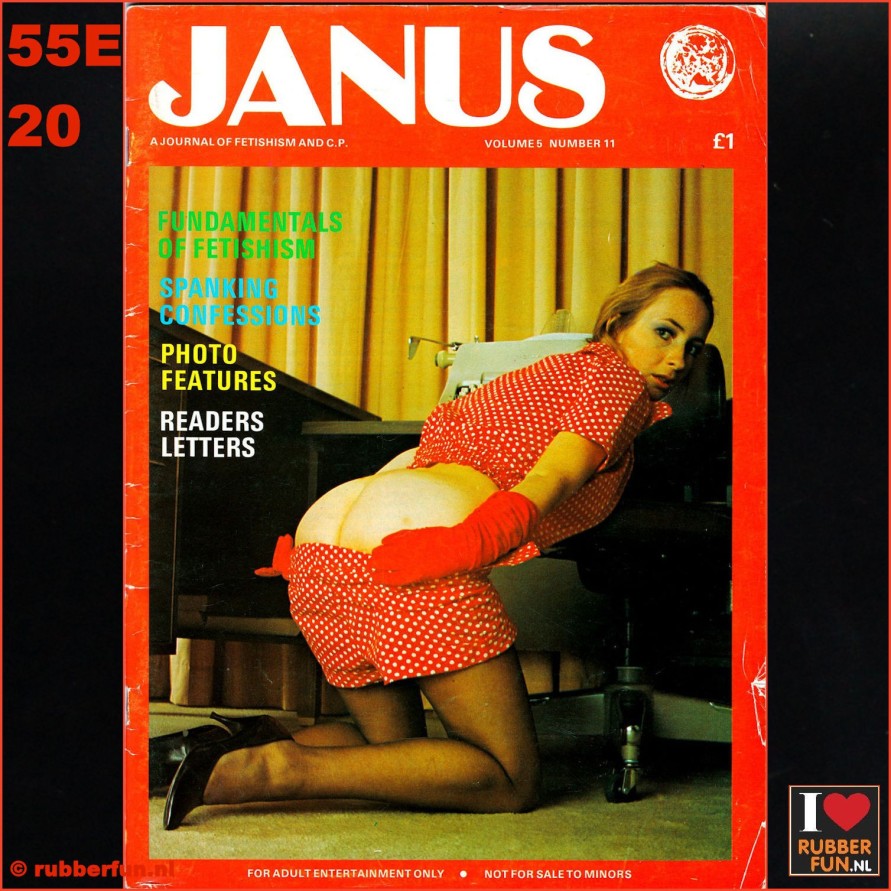 55E
20
JANUS
A JOURNAL OF FETISHISM AND C.P.
VOLUME 5 NUMBER 11
£1
FUNDAMENTALS
OF FETISHISM
SPANKING
CONFESSIONS
PHOTO
FEATURES
READERS
LETTERS
I
RUBBER
FUN.NL
© rubberfun.nl
FOR ADULT ENTERTAINMENT ONLY • NOT FOR SALE TO MINORS